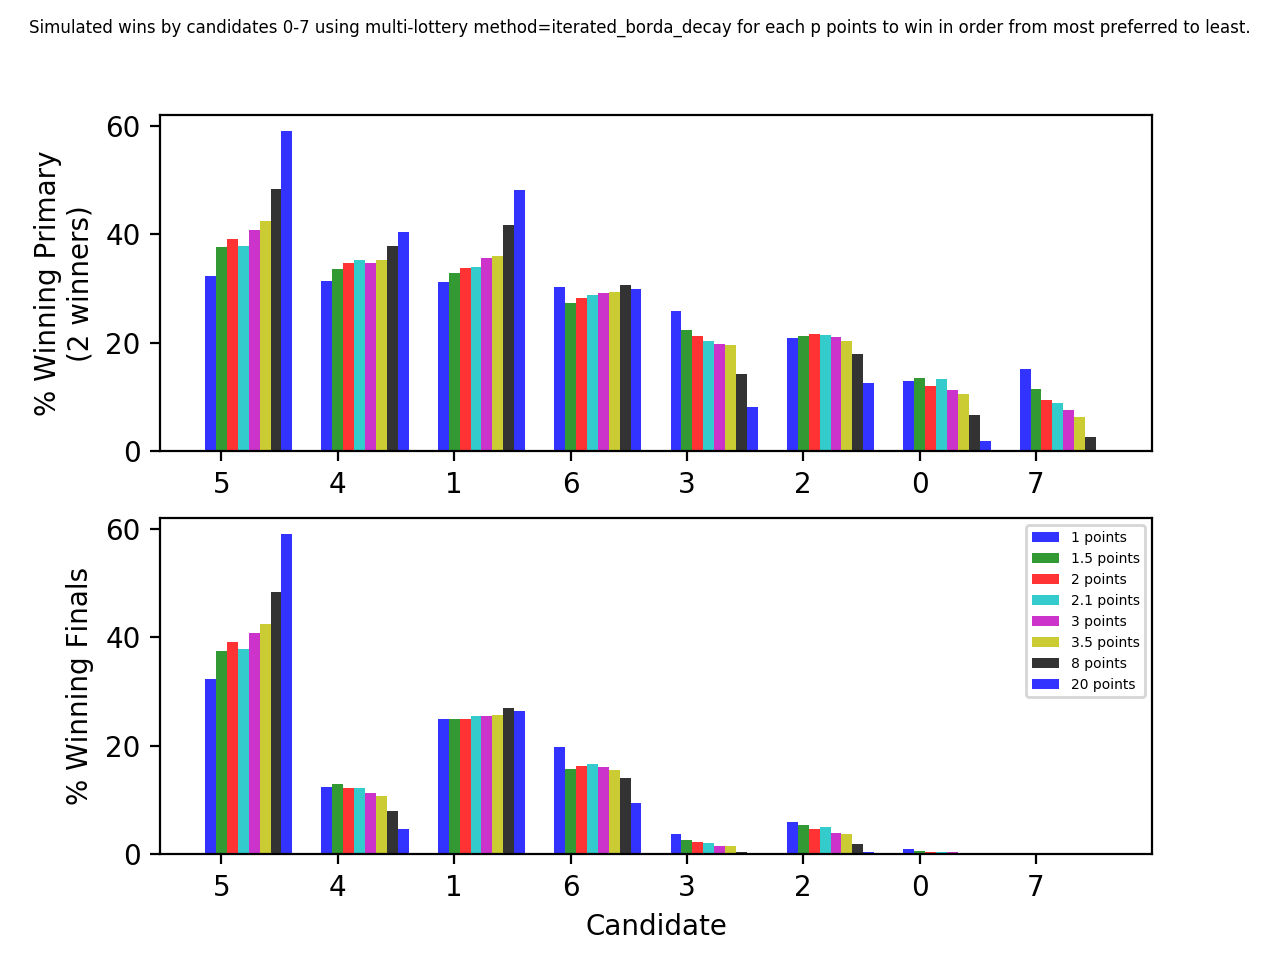 Simulated wins by candidates 0-7 using multi-lottery method=iterated_borda_decay for each p points to win in order from most preferred to least.
% Winning Primary
(2 winners)
60
40
20
0
5 4 1 6 3 2 0 7
% Winning Finals
60
40
20
0
1 points
1.5 points
2 points
2.1 points
3 points
3.5 points
8 points
20 points
5 4 1 6 3 2 0 7
Candidate